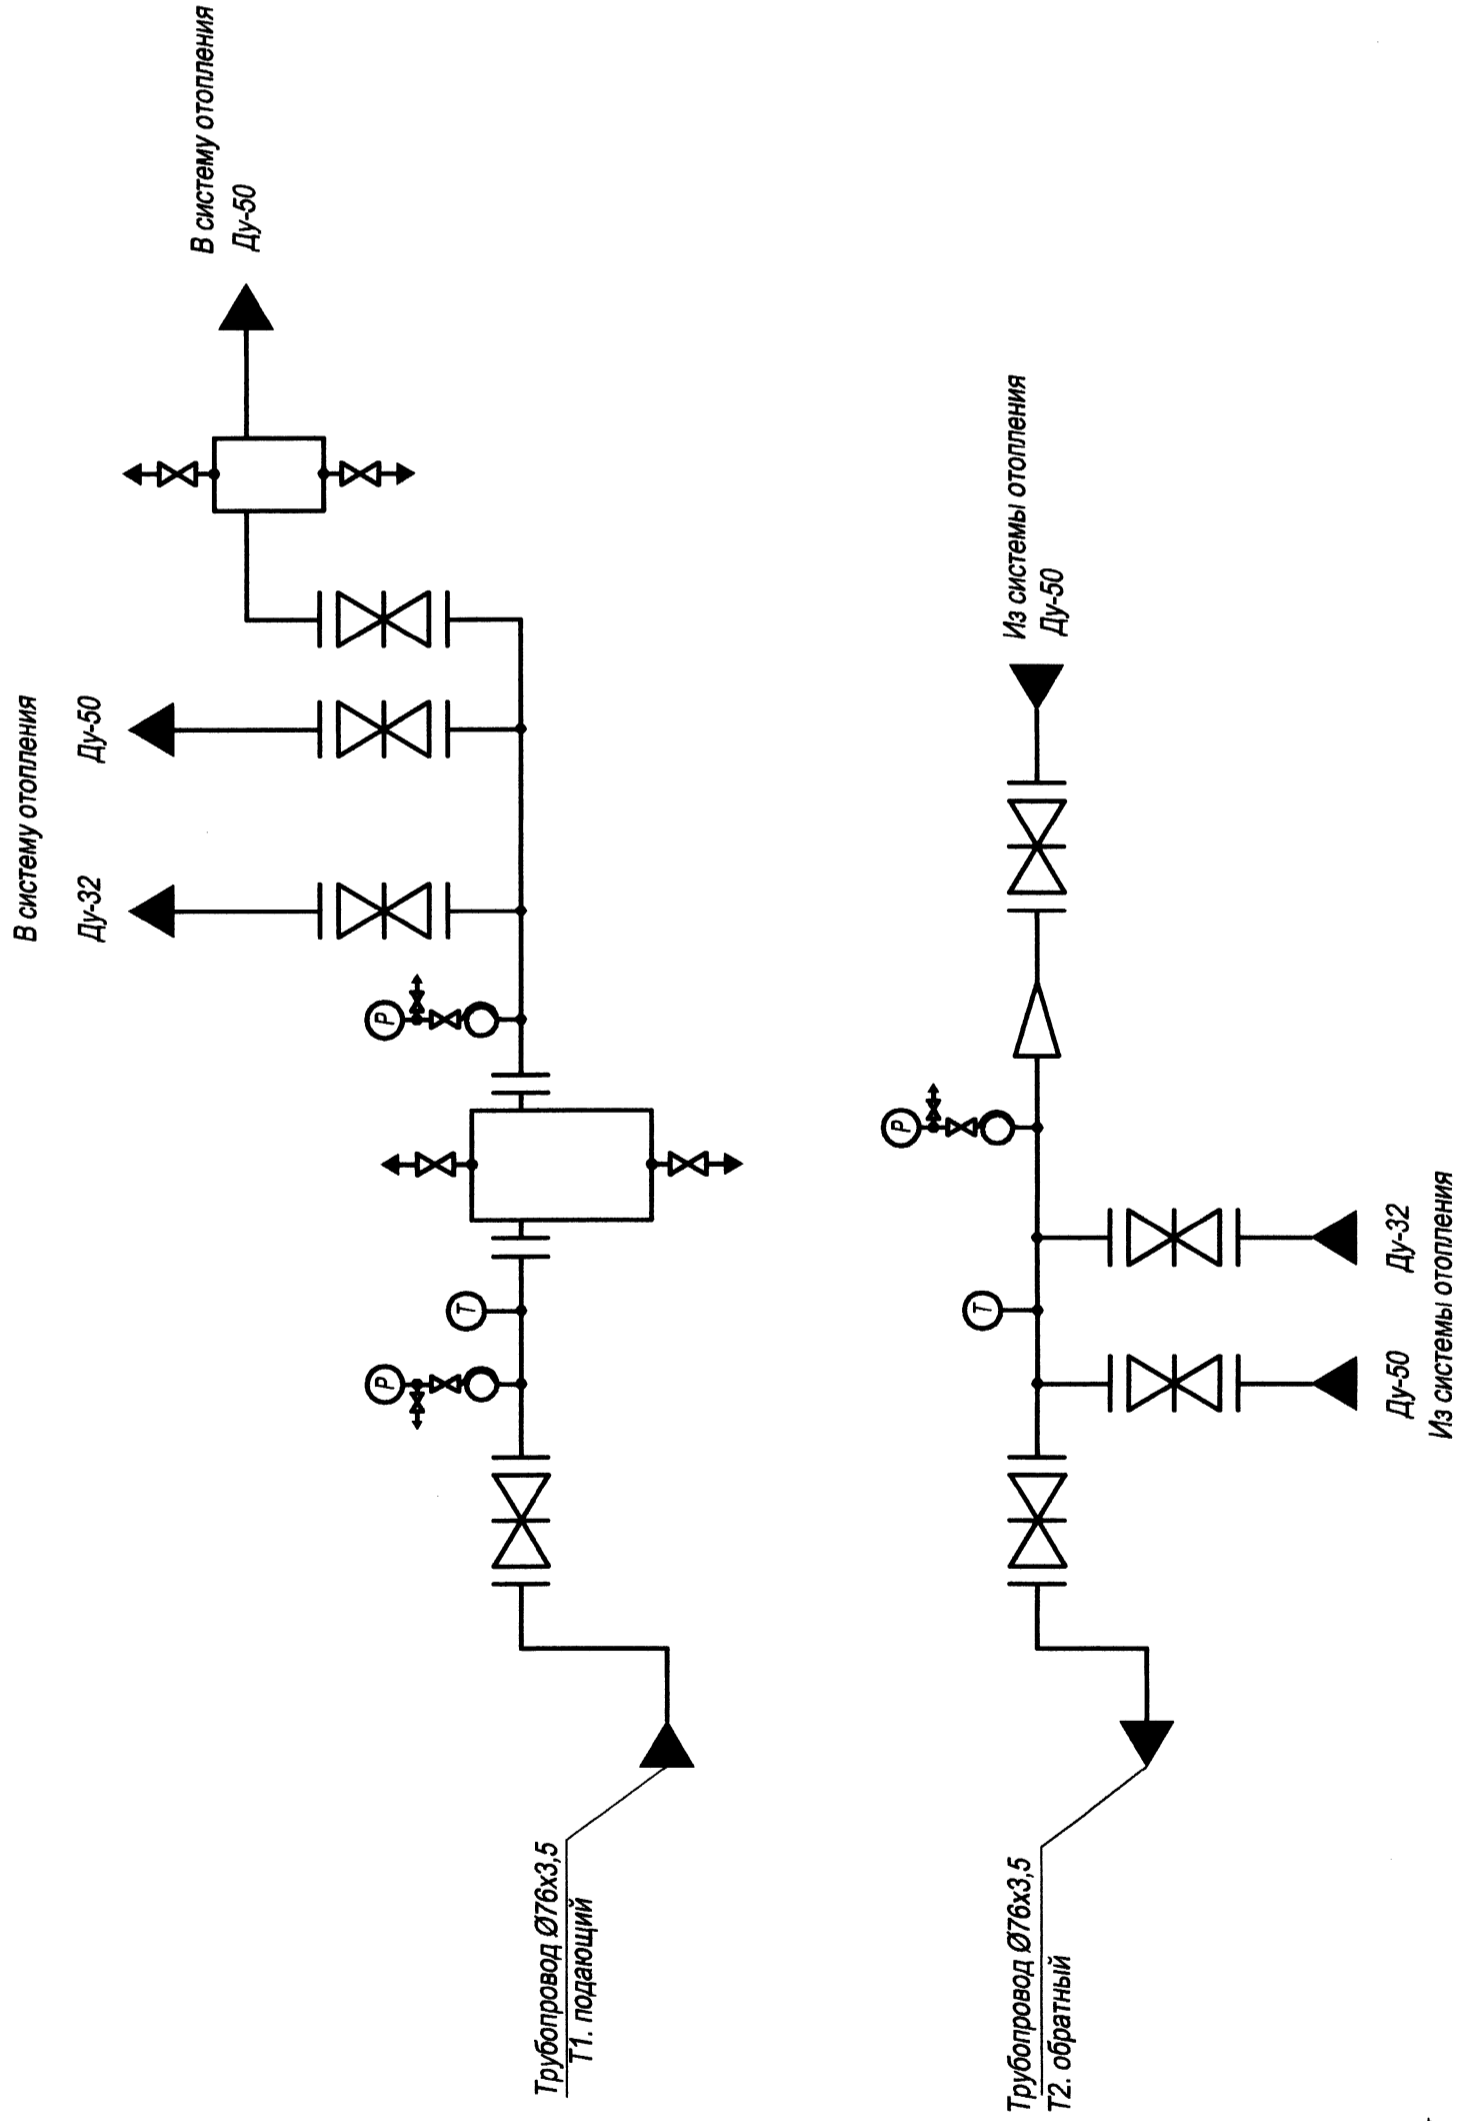 В систему отопления
Ду-32
Ду-50
В систему отопления
Ду-50
P
T
P
Трубопровод Ø76х3,5
Т1. подающий
Из системы отопления
Ду-50
T
P
Ду-50
Ду-32
Из системы отопления
Трубопровод Ø76х3,5
Т2. обратный